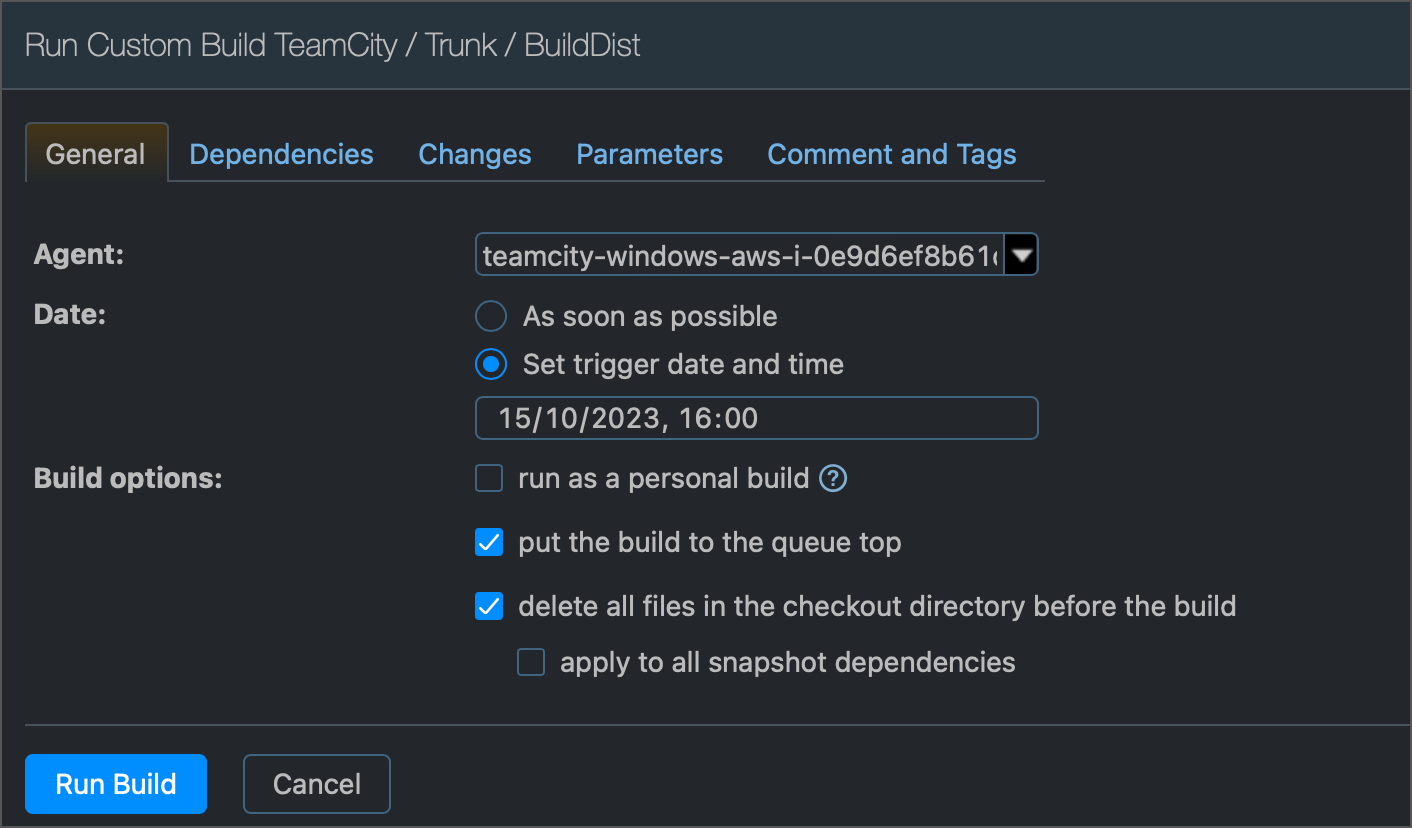 Run Custom Build TeamCity / Trunk / BuildDist
General Dependencies Changes Parameters Comment and Tags
Agent: teamcity-windows-aws-i-0e9d6ef8b61
Date: As soon as possible
Set trigger date and time
15/10/2023, 16:00
Build options: run as a personal build ?
put the build to the queue top
delete all files in the checkout directory before the build
apply to all snapshot dependencies
Run Build Cancel